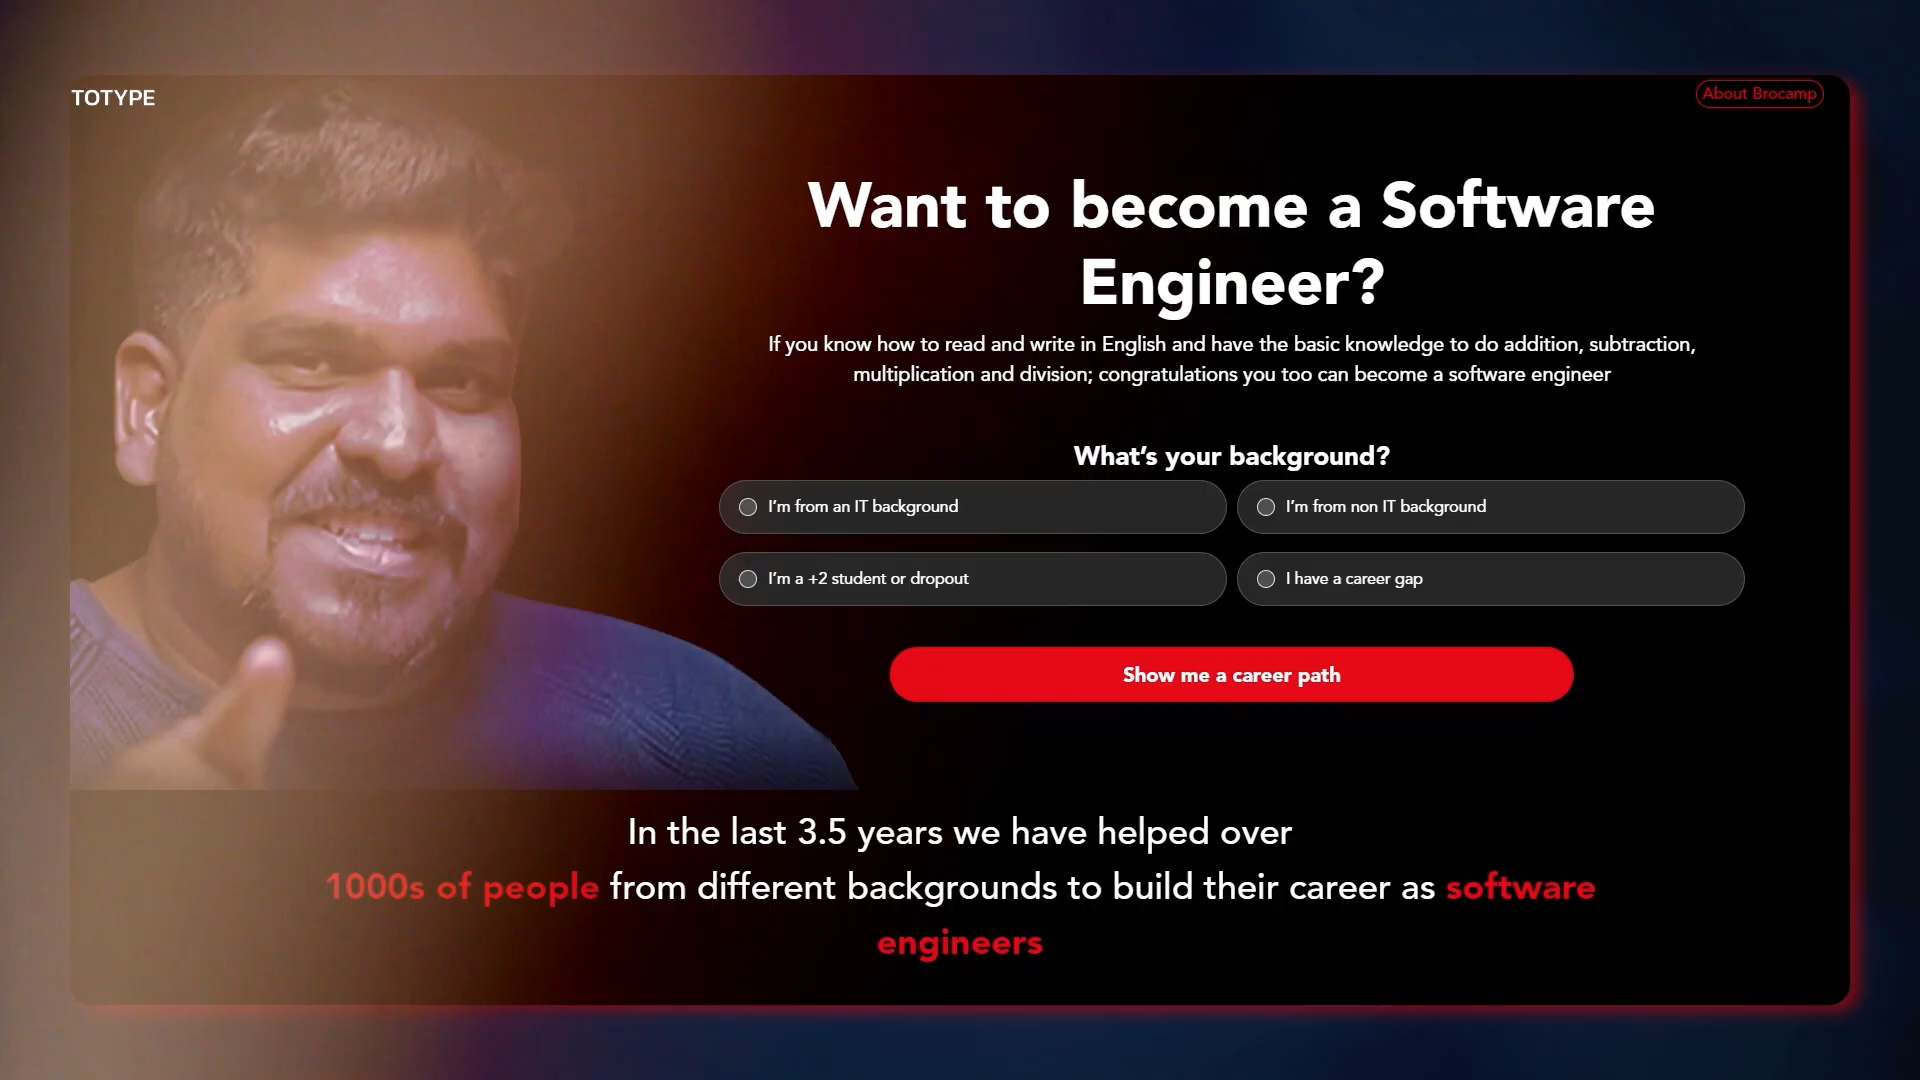 TOTYPE
About Brocamp
Want to become a Software
Engineer?
If you know how to read and write in English and have the basic knowledge to do addition, subtraction,
multiplication and division; congratulations you too can become a software engineer
What’s your background?
I’m from an IT background
I’m from non IT background
I’m a +2 student or dropout
I have a career gap
Show me a career path
In the last 3.5 years we have helped over
1000s of people from different backgrounds to build their career as software
engineers